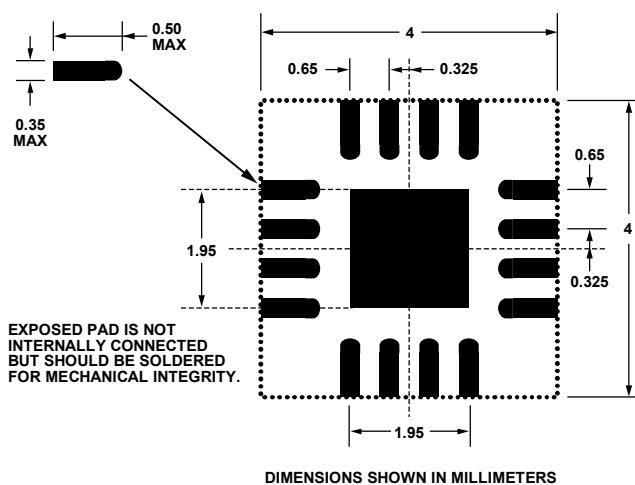 0.50
MAX
0.35
MAX
4
0.65
0.325
0.65
4
0.325
1.95
EXPOSED PAD IS NOT
INTERNALLY CONNECTED
BUT SHOULD BE SOLDERED
FOR MECHANICAL INTEGRITY.
1.95
DIMENSIONS SHOWN IN MILLIMETERS